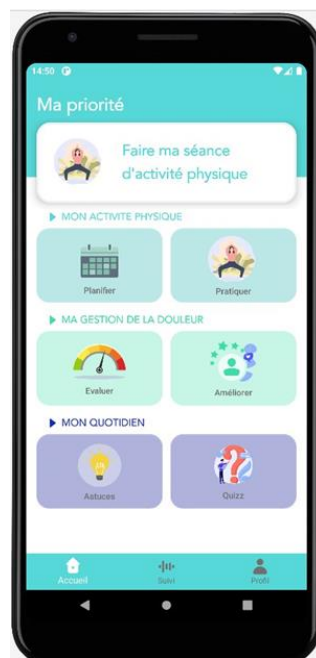 14:50
Ma priorité
Faire ma séance
d'activité physique
MON ACTIVITE PHYSIQUE
Planifier
Pratiquer
MA GESTION DE LA DOULEUR
Evaluer
Améliorer
MON QUOTIDIEN
Astuces
Quizz
Accueil
Suivi
Profil